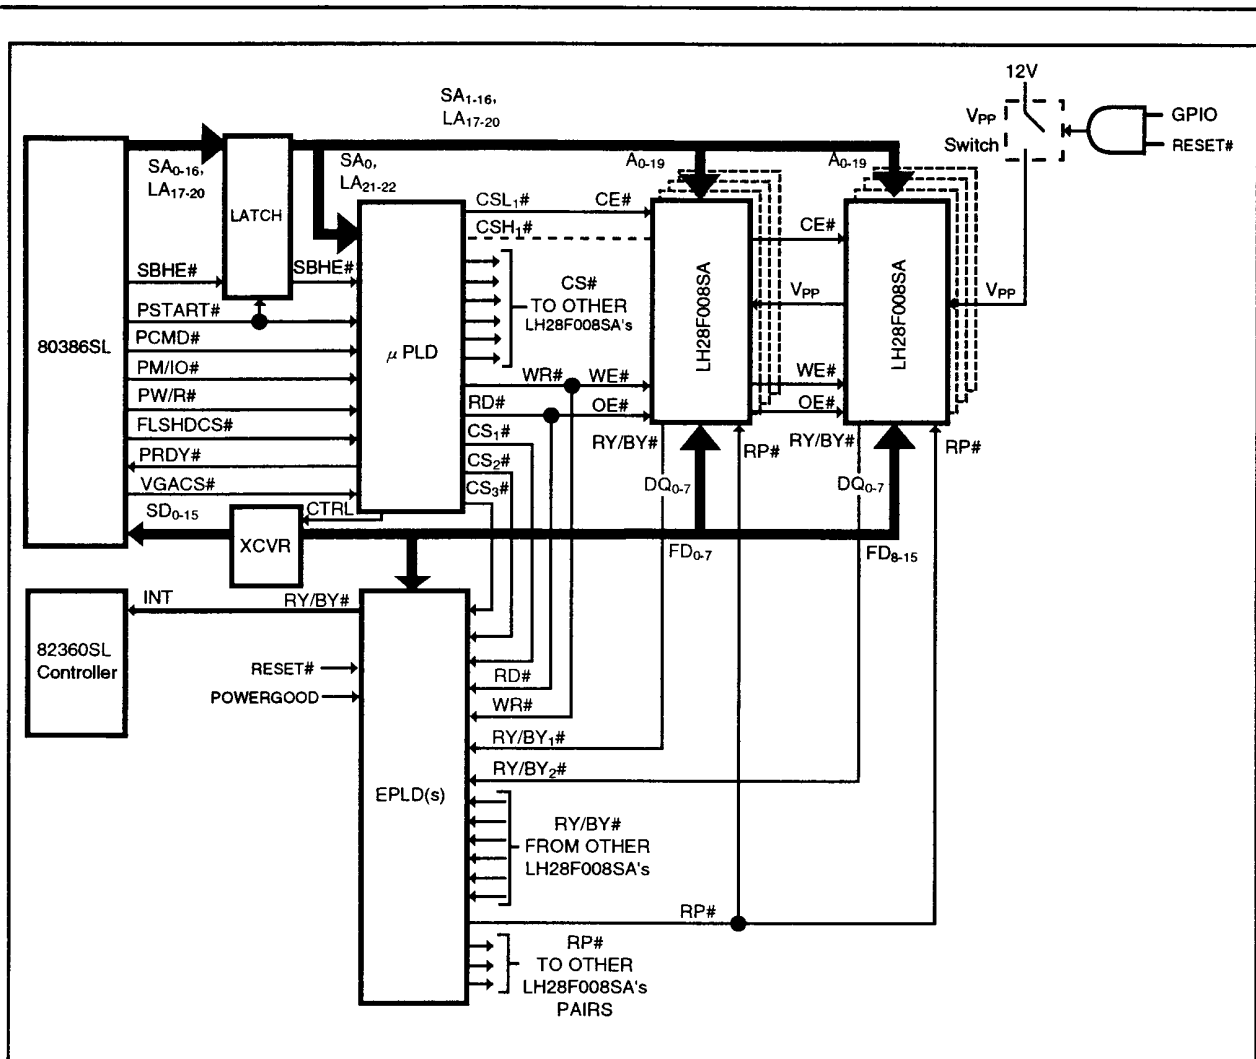 12V
SA1-16,
LA17-20
VPP
Switch
GPIO
RESET#
SA0-16,
LA17-20
SA0,
LA21-22
A0-19
A0-19
LATCH
CSL1#
CE#
CSH1#
CE#
SBHE#
SBHE#
CS#
TO OTHER
LH28F008SA's
VPP
VPP
PSTART#
80386SL
PCMD#
μ PLD
LH28F008SA
LH28F008SA
PM/IO#
WR#
WE#
WE#
PW/R#
RD#
OE#
OE#
FLSHDCS#
CS1#
RY/BY#
RP#
RY/BY#
RP#
PRDY#
CS2#
VGACS#
CS3#
DQ0-7
DQ0-7
SD0-15
CTRL
XCVR
FD0-7
FD8-15
INT
RY/BY#
82360SL
Controller
RESET#
RD#
POWERGOOD
WR#
RY/BY1#
RY/BY2#
EPLD(s)
RY/BY#
FROM OTHER
LH28F008SA's
RP#
RP#
TO OTHER
LH28F008SA's
PAIRS